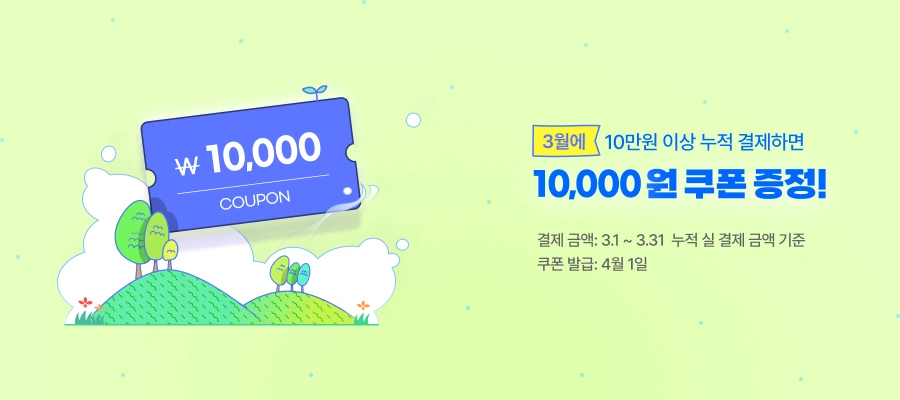 ₩ 10,000
COUPON
3월에 10만원 이상 누적 결제하면
10,000 원 쿠폰 증정!
결제 금액: 3.1 ~ 3.31 누적 실 결제 금액 기준
쿠폰 발급: 4월 1일